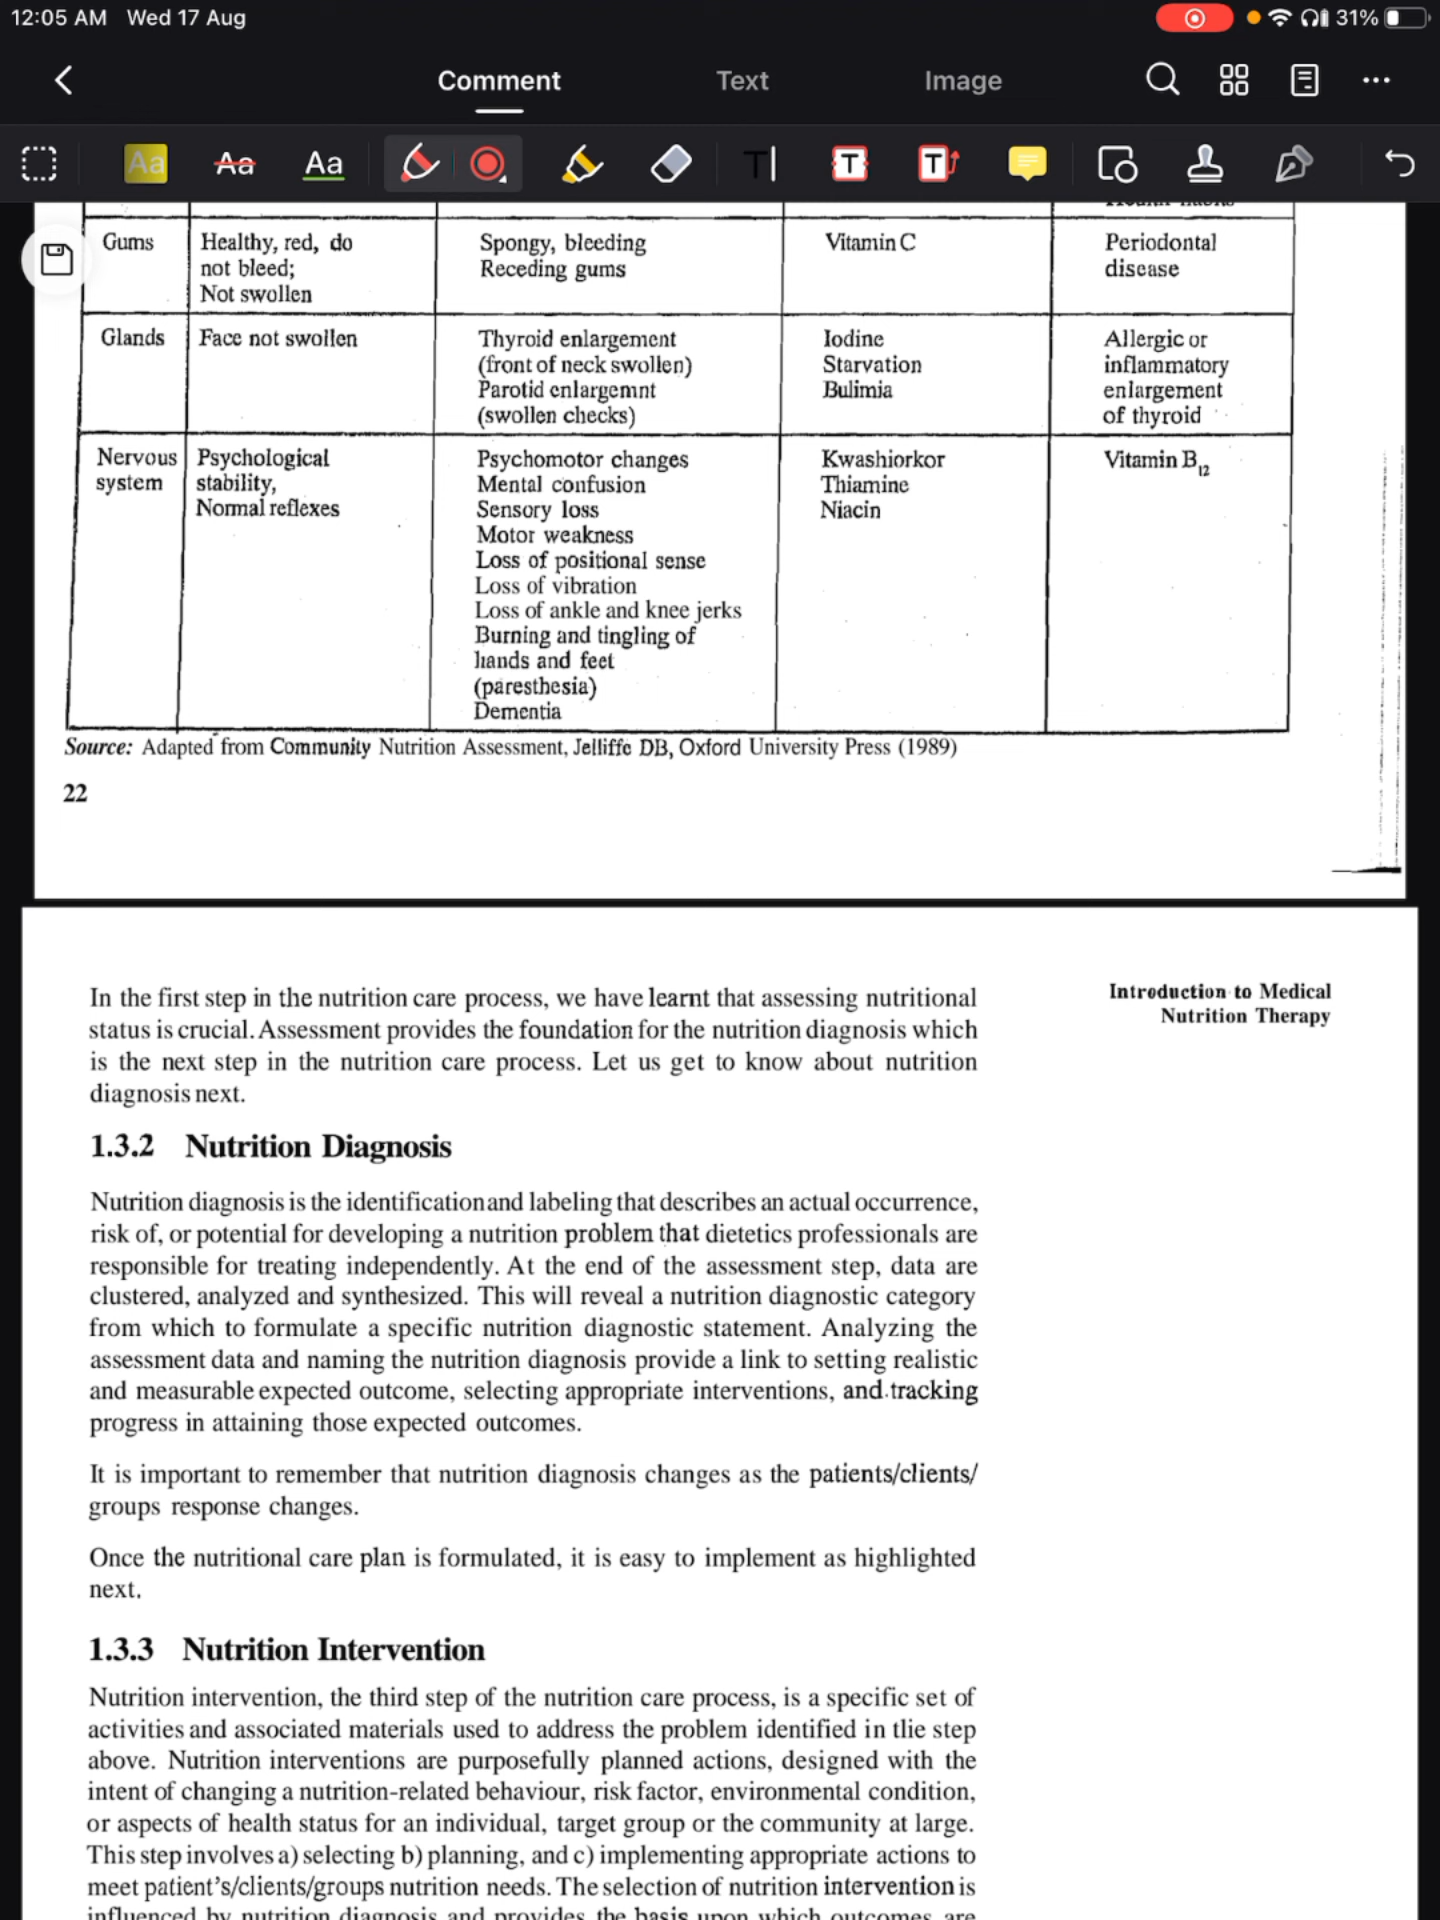 12:05 AM Wed 17 Aug
31%
Comment
Text
Image
Aa
Aa
Aa
T
T
T
Gums
Healthy, red, do
not bleed;
Not swollen
Spongy, bleeding
Receding gums
Vitamin C
Periodontal
disease
Glands
Face not swollen
Thyroid enlargement
(front of neck swollen)
Parotid enlargemnt
(swollen checks)
Iodine
Starvation
Bulimia
Allergic or
inflammatory
enlargement
of thyroid
Nervous
system
Psychological
stability,
Normal reflexes
Psychomotor changes
Mental confusion
Sensory loss
Motor weakness
Loss of positional sense
Loss of vibration
Loss of ankle and knee jerks
Burning and tingling of
hands and feet
(paresthesia)
Dementia
Kwashiorkor
Thiamine
Niacin
Vitamin B12
Source: Adapted from Community Nutrition Assessment, Jelliffe DB, Oxford University Press (1989)
22
Introduction to Medical
Nutrition Therapy
In the first step in the nutrition care process, we have learnt that assessing nutritional
status is crucial. Assessment provides the foundation for the nutrition diagnosis which
is the next step in the nutrition care process. Let us get to know about nutrition
diagnosis next.
1.3.2 Nutrition Diagnosis
Nutrition diagnosis is the identification and labeling that describes an actual occurrence,
risk of, or potential for developing a nutrition problem that dietetics professionals are
responsible for treating independently. At the end of the assessment step, data are
clustered, analyzed and synthesized. This will reveal a nutrition diagnostic category
from which to formulate a specific nutrition diagnostic statement. Analyzing the
assessment data and naming the nutrition diagnosis provide a link to setting realistic
and measurable expected outcome, selecting appropriate interventions, and tracking
progress in attaining those expected outcomes.
It is important to remember that nutrition diagnosis changes as the patients/clients/
groups response changes.
Once the nutritional care plan is formulated, it is easy to implement as highlighted
next.
1.3.3 Nutrition Intervention
Nutrition intervention, the third step of the nutrition care process, is a specific set of
activities and associated materials used to address the problem identified in tlie step
above. Nutrition interventions are purposefully planned actions, designed with the
intent of changing a nutrition-related behaviour, risk factor, environmental condition,
or aspects of health status for an individual, target group or the community at large.
This step involves a) selecting b) planning, and c) implementing appropriate actions to
meet patient's/clients/groups nutrition needs. The selection of nutrition intervention is
influenced by nutrition diagnosis and provides the basis upon which outcomes are